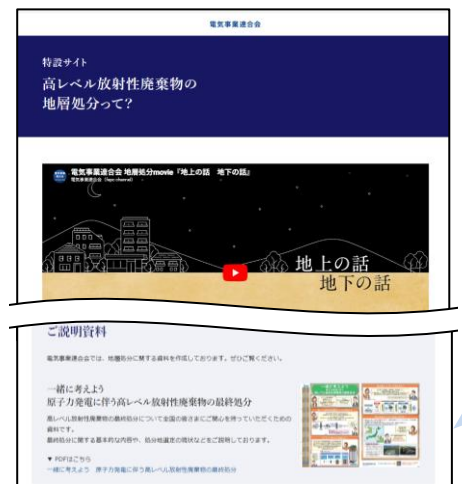 電気事業連合会
特設サイト
高レベル放射性廃棄物の
地層処分って?
電気事業連合会 地層処分movie『地上の話 地下の話』
電気事業連合会 (fepc-channel)
地上の話
地下の話
ご説明資料
電気事業連合会では、地層処分に関する資料を作成しております。ぜひご覧ください。
一緒に考えよう
原子力発電に伴う高レベル放射性廃棄物の最終処分
高レベル放射性廃棄物の最終処分について全国の皆さまにご関心を持っていただくための
資料です。
最終処分に関する基本的な内容や、処分地選定の現状などをご説明しております。
▼ PDFはこちら
一緒に考えよう 原子力発電に伴う高レベル放射性廃棄物の最終処分